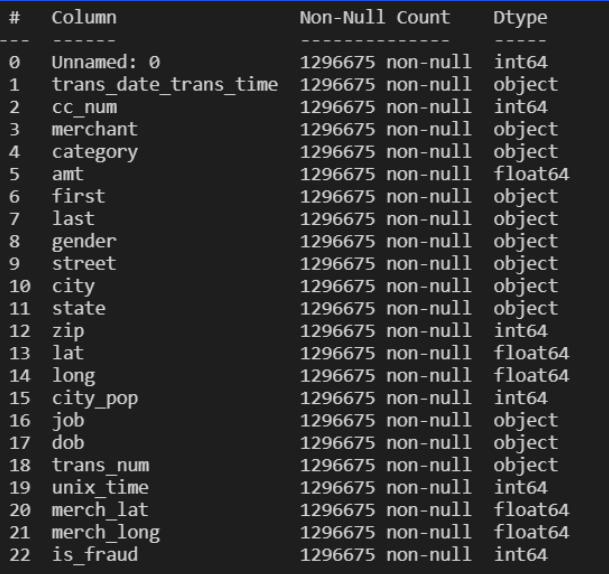 #   Column                 Non-Null Count    Dtype
---  ------                 --------------    -----
0   Unnamed: 0             1296675 non-null  int64
1   trans_date_trans_time  1296675 non-null  object
2   cc_num                 1296675 non-null  int64
3   merchant               1296675 non-null  object
4   category               1296675 non-null  object
5   amt                    1296675 non-null  float64
6   first                  1296675 non-null  object
7   last                   1296675 non-null  object
8   gender                 1296675 non-null  object
9   street                 1296675 non-null  object
10  city                   1296675 non-null  object
11  state                  1296675 non-null  object
12  zip                    1296675 non-null  int64
13  lat                    1296675 non-null  float64
14  long                   1296675 non-null  float64
15  city_pop               1296675 non-null  int64
16  job                    1296675 non-null  object
17  dob                    1296675 non-null  object
18  trans_num              1296675 non-null  object
19  unix_time              1296675 non-null  int64
20  merch_lat              1296675 non-null  float64
21  merch_long             1296675 non-null  float64
22  is_fraud               1296675 non-null  int64